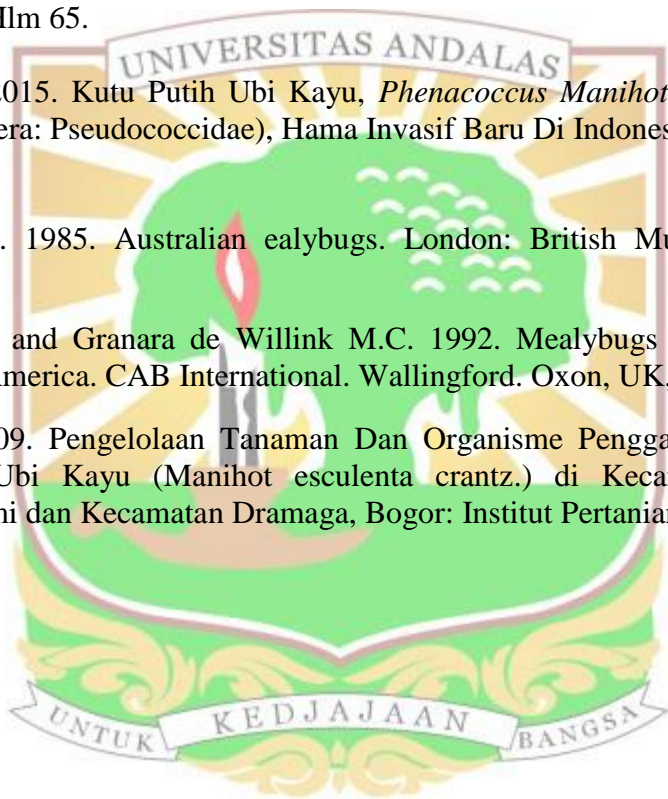 Hlm 65.
UNIVERSITAS ANDALAS
2015. Kutu Putih Ubi Kayu, Phenacoccus Manihot
era: Pseudococcidae), Hama Invasif Baru Di Indones
. 1985. Australian ealybugs. London: British Mu
and Granara de Willink M.C. 1992. Mealybugs
America. CAB International. Wallingford. Oxon, UK,
09. Pengelolaan Tanaman Dan Organisme Pengga
Ubi Kayu (Manihot esculenta crantz.) di Keca
ni dan Kecamatan Dramaga, Bogor: Institut Pertanian
UNTUK KEDJAJAAN BANGSA